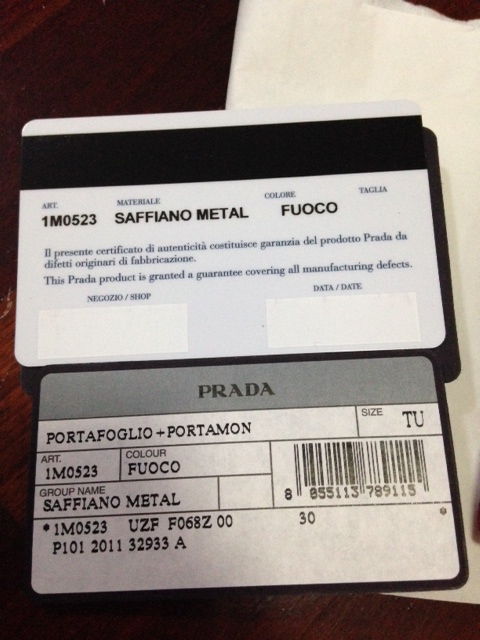 ART. MATERIALE COLORE TAGLIA
1M0523 SAFFIANO METAL FUOCO
Il presente certificato di autenticità costituisce garanzia del prodotto Prada da
difetti originari di fabbricazione.
This Prada product is granted a guarantee covering all manufacturing defects.
NEGOZIO / SHOP DATA / DATE
PRADA
PORTAFOGLIO+PORTAMON SIZE TU
ART. COLOUR
1M0523 FUOCO
GROUP NAME
SAFFIANO METAL
8 855113 789115
*1M0523 UZF F068Z 00 30 *
P101 2011 32933 A